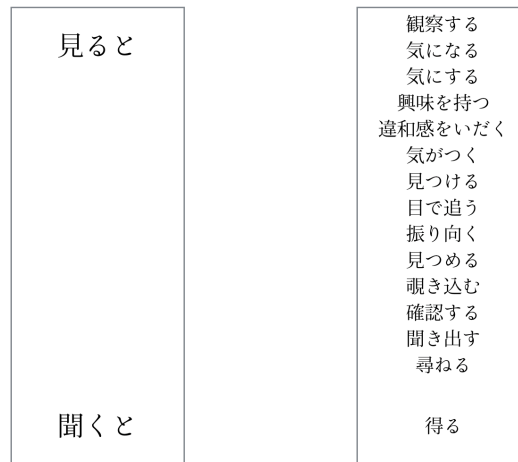 見ると
聞くと
観察する
気になる
気にする
興味を持つ
違和感をいだく
気がつく
見つける
目で追う
振り向く
見つめる
覗き込む
確認する
聞き出す
尋ねる
得る